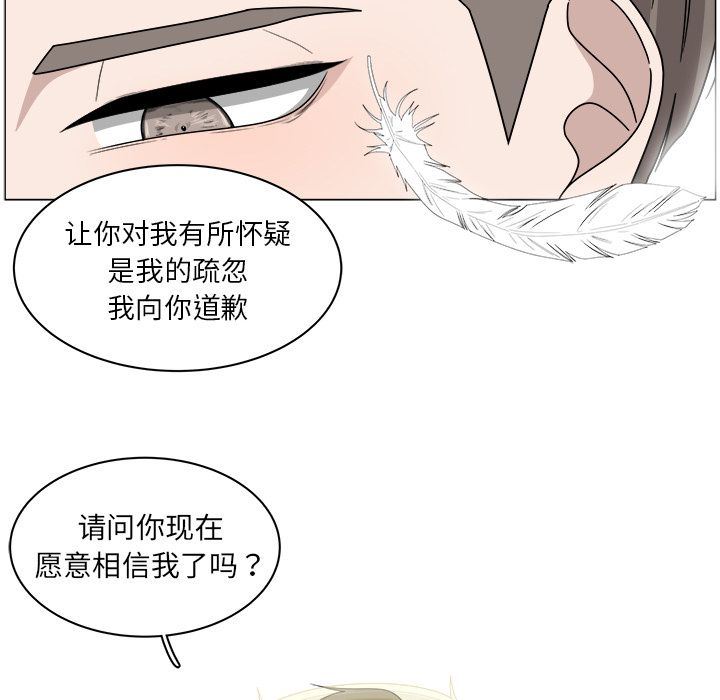 让你对我有所怀疑
是我的疏忽
我向你道歉
请问你现在
愿意相信我了吗？